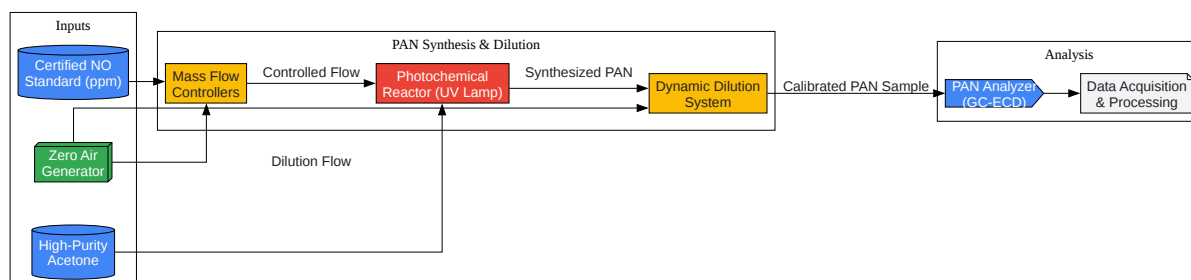 Inputs
Certified NO
Standard (ppm)
Zero Air
Generator
High-Purity
Acetone
PAN Synthesis & Dilution
Mass Flow
Controllers
Controlled Flow
Photochemical
Reactor (UV Lamp)
Synthesized PAN
Dynamic Dilution
System
Dilution Flow
Calibrated PAN Sample
Analysis
PAN Analyzer
(GC-ECD)
Data Acquisition
& Processing